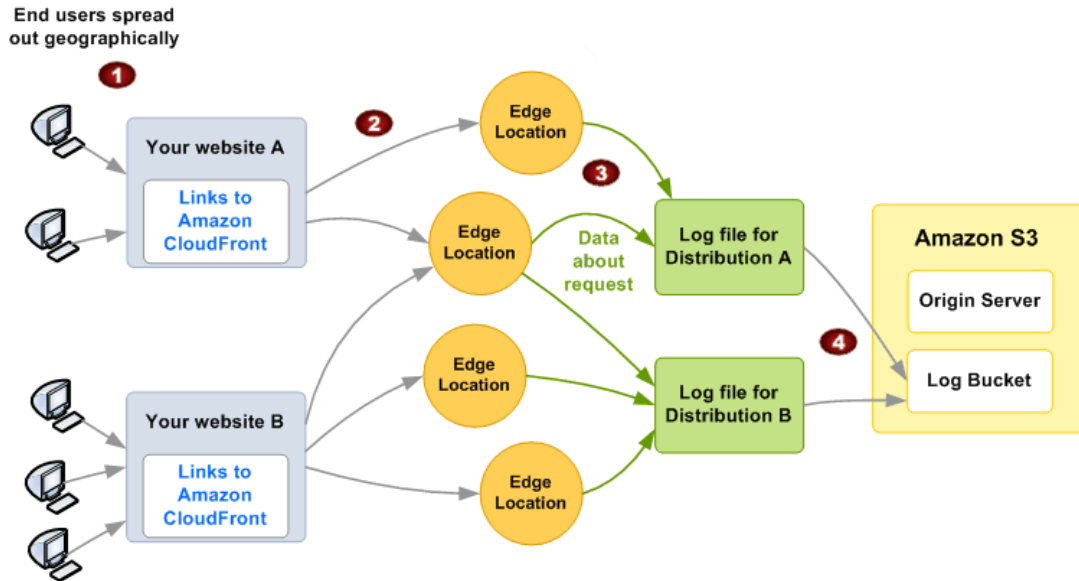 End users spread
out geographically
1
2
3
4
Your website A
Links to
Amazon
CloudFront
Your website B
Links to
Amazon
CloudFront
Edge
Location
Edge
Location
Edge
Location
Edge
Location
Data
about
request
Log file for
Distribution A
Log file for
Distribution B
Amazon S3
Origin Server
Log Bucket